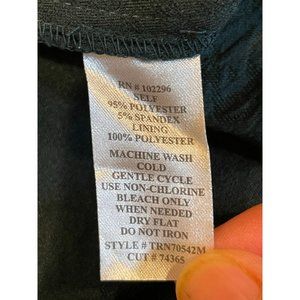 RN # 102296
SELF
95% POLYESTER
5% SPANDEX
LINING
100% POLYESTER
MACHINE WASH
COLD
GENTLE CYCLE
USE NON-CHLORINE
BLEACH ONLY
WHEN NEEDED
DRY FLAT
DO NOT IRON
STYLE # TRN70542M
CUT # 74365